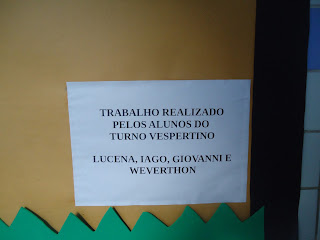 TRABALHO REALIZADO
PELOS ALUNOS DO
TURNO VESPERTINO
LUCENA, IAGO, GIOVANNI E
WEVERTHON